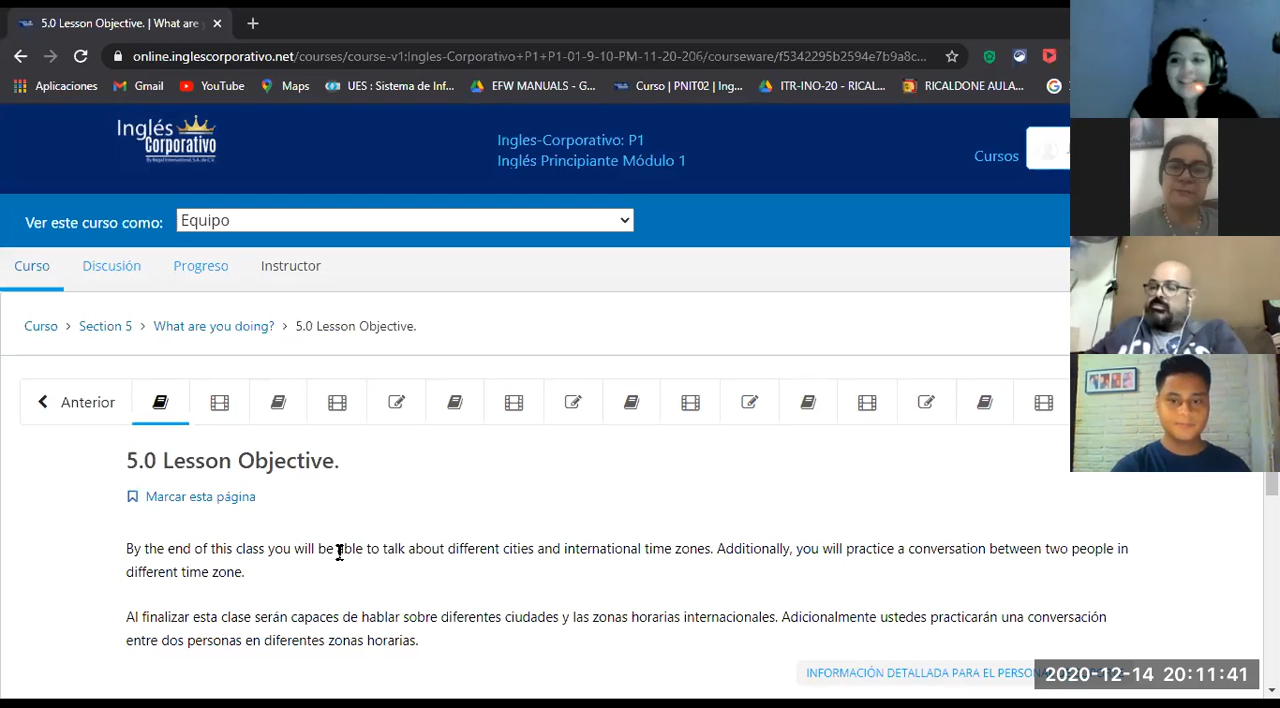 5.0 Lesson Objective. | What are
online.inglescorporativo.net/courses/course-v1:Ingles-Corporativo+P1+P1-01-9-10-PM-11-20-206/courseware/f5342295b2594e7b9a8c...
Aplicaciones Gmail YouTube Maps UES : Sistema de Inf... EFW MANUALS - G... Curso | PNIT02 | Ing... ITR-INO-20 - RICAL... RICALDONE AULA...
Inglés
Corporativo
Ingles-Corporativo: P1
Inglés Principiante Módulo 1
Cursos
Ver este curso como: Equipo
Curso Discusión Progreso Instructor
Curso > Section 5 > What are you doing? > 5.0 Lesson Objective.
Anterior
5.0 Lesson Objective.
Marcar esta página
By the end of this class you will be able to talk about different cities and international time zones. Additionally, you will practice a conversation between two people in
different time zone.
Al finalizar esta clase serán capaces de hablar sobre diferentes ciudades y las zonas horarias internacionales. Adicionalmente ustedes practicarán una conversación
entre dos personas en diferentes zonas horarias.
INFORMACIÓN DETALLADA PARA EL PERSON
2020-12-14 20:11:41